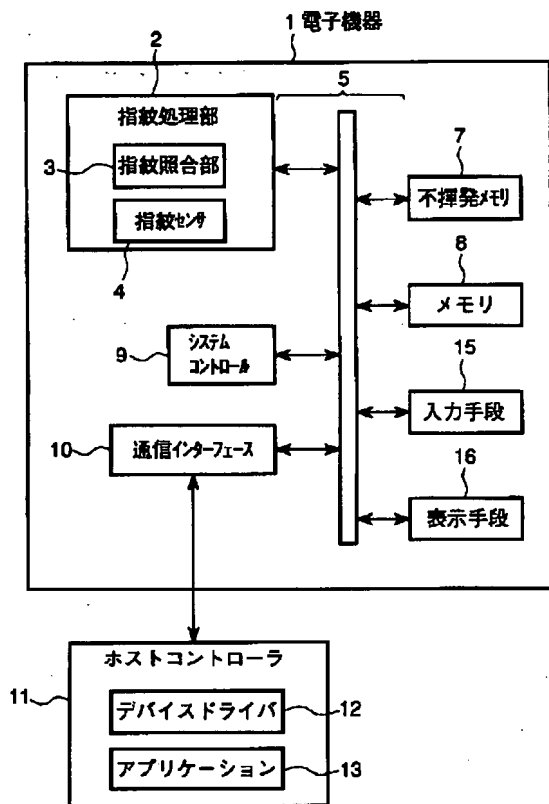 1 電子機器
2
5
指紋処理部
3
指紋照合部
指紋センサ
4
7
不揮発メモリ
8
メモリ
9
システム
コントロール
15
入力手段
10
通信インターフェース
16
表示手段
ホストコントローラ
11
デバイスドライバ
12
アプリケーション
13